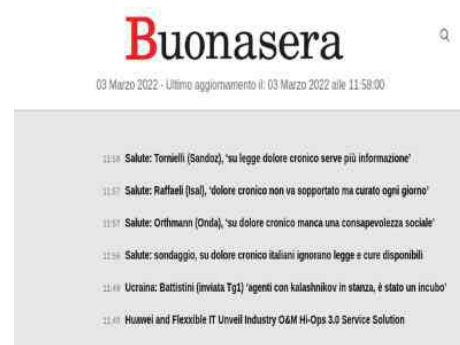 Buonasera
03 Marzo 2022 - Ultimo aggiornamento il: 03 Marzo 2022 alle 11:58:00
11:58 Salute: Tornielli (Sandoz), 'su legge dolore cronico serve più informazione'
11:57 Salute: Raffaeli (Isal), 'dolore cronico non va sopportato ma curato ogni giorno'
11:57 Salute: Orthmann (Onda), 'su dolore cronico manca una consapevolezza sociale'
11:56 Salute: sondaggio, su dolore cronico italiani ignorano legge e cure disponibili
Ucraina: Battistini (inviata Tg1) 'agenti con kalashnikov in stanza, è stato un incubo'
Huawei and Flexxible IT Unveil Industry O&M Hi-Ops 3.0 Service Solution